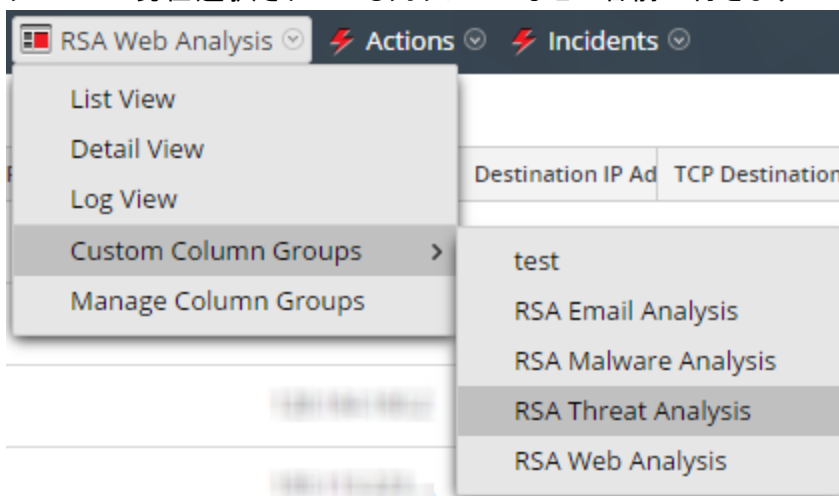 RSA Web Analysis Actions Incidents
List View
Detail View
Log View
Custom Column Groups
Manage Column Groups
Destination IP Ad TCP Destination
test
RSA Email Analysis
RSA Malware Analysis
RSA Threat Analysis
RSA Web Analysis